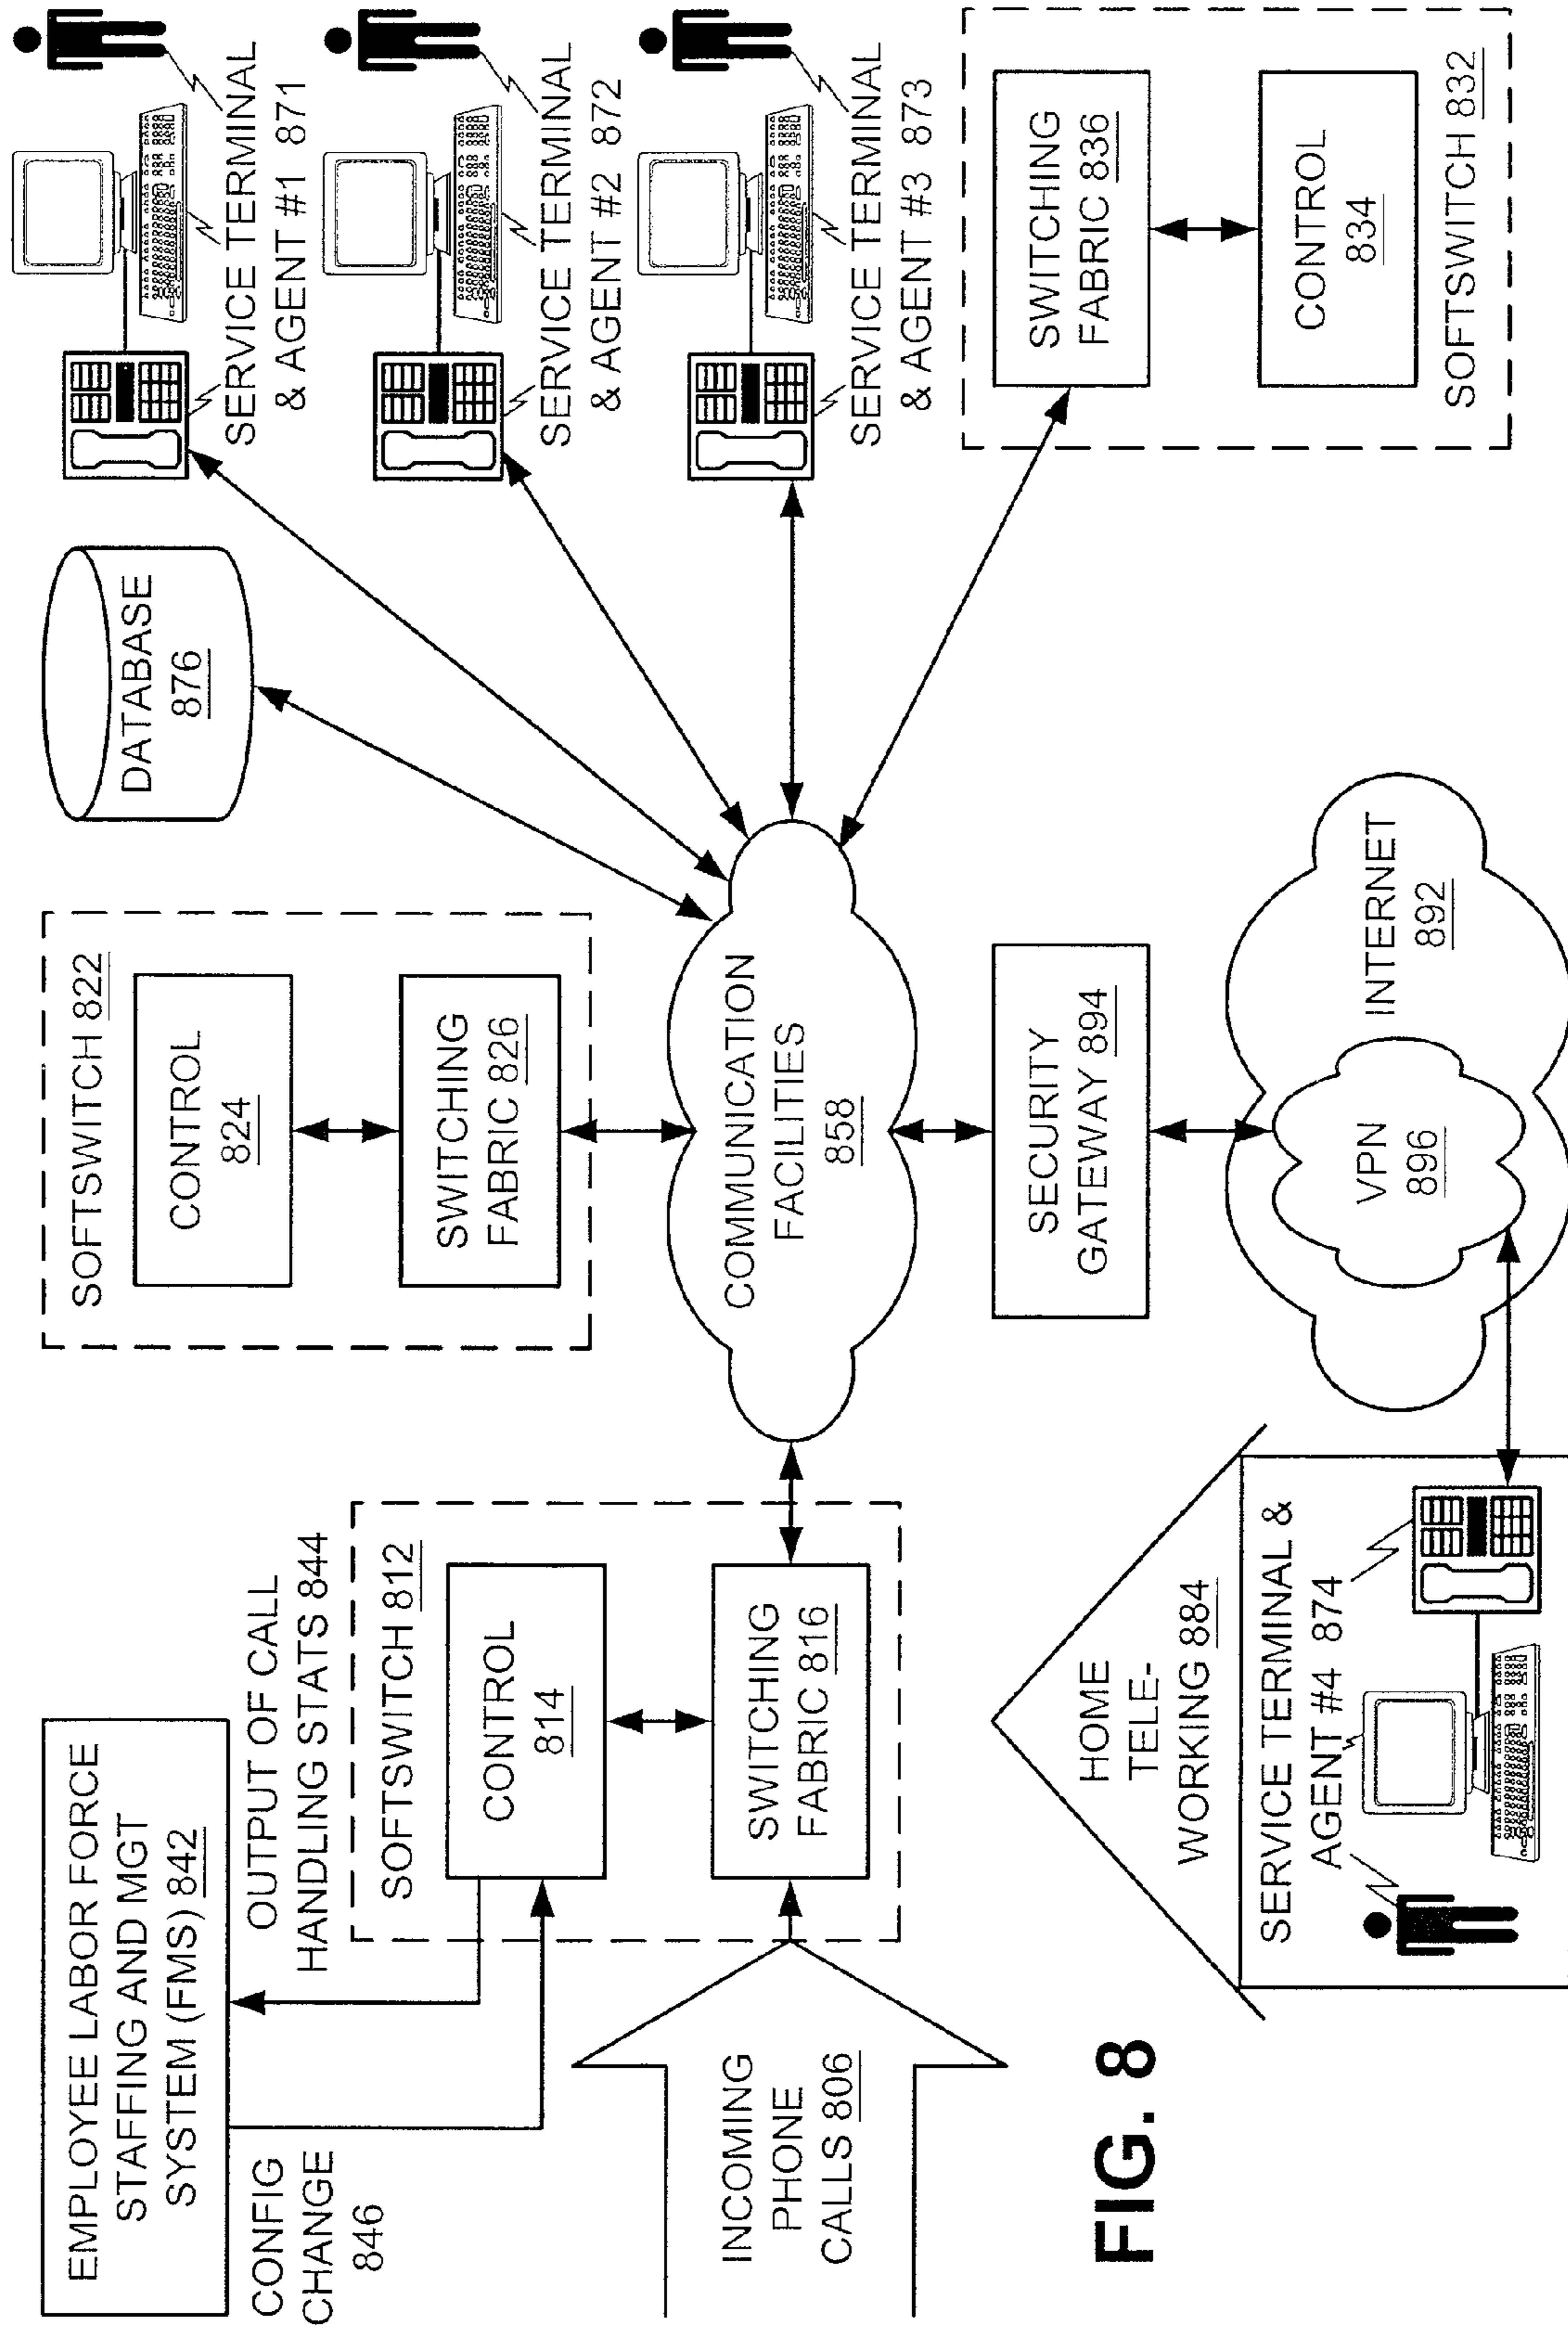 EMPLOYEE LABOR FORCE
STAFFING AND MGT
SYSTEM (FMS) 842
CONFIG
CHANGE
846
OUTPUT OF CALL
HANDLING STATS 844
SOFTSWITCH 812
CONTROL
814
SWITCHING
FABRIC 816
INCOMING
PHONE
CALLS 806
SOFTSWITCH 822
CONTROL
824
SWITCHING
FABRIC 826
DATABASE
876
SERVICE TERMINAL
& AGENT #1 871
SERVICE TERMINAL
& AGENT #2 872
SERVICE TERMINAL
& AGENT #3 873
COMMUNICATION
FACILITIES
858
SWITCHING
FABRIC 836
CONTROL
834
SOFTSWITCH 832
SECURITY
GATEWAY 894
INTERNET
892
VPN
896
HOME
TELE-
WORKING 884
SERVICE TERMINAL &
AGENT #4 874
FIG. 8